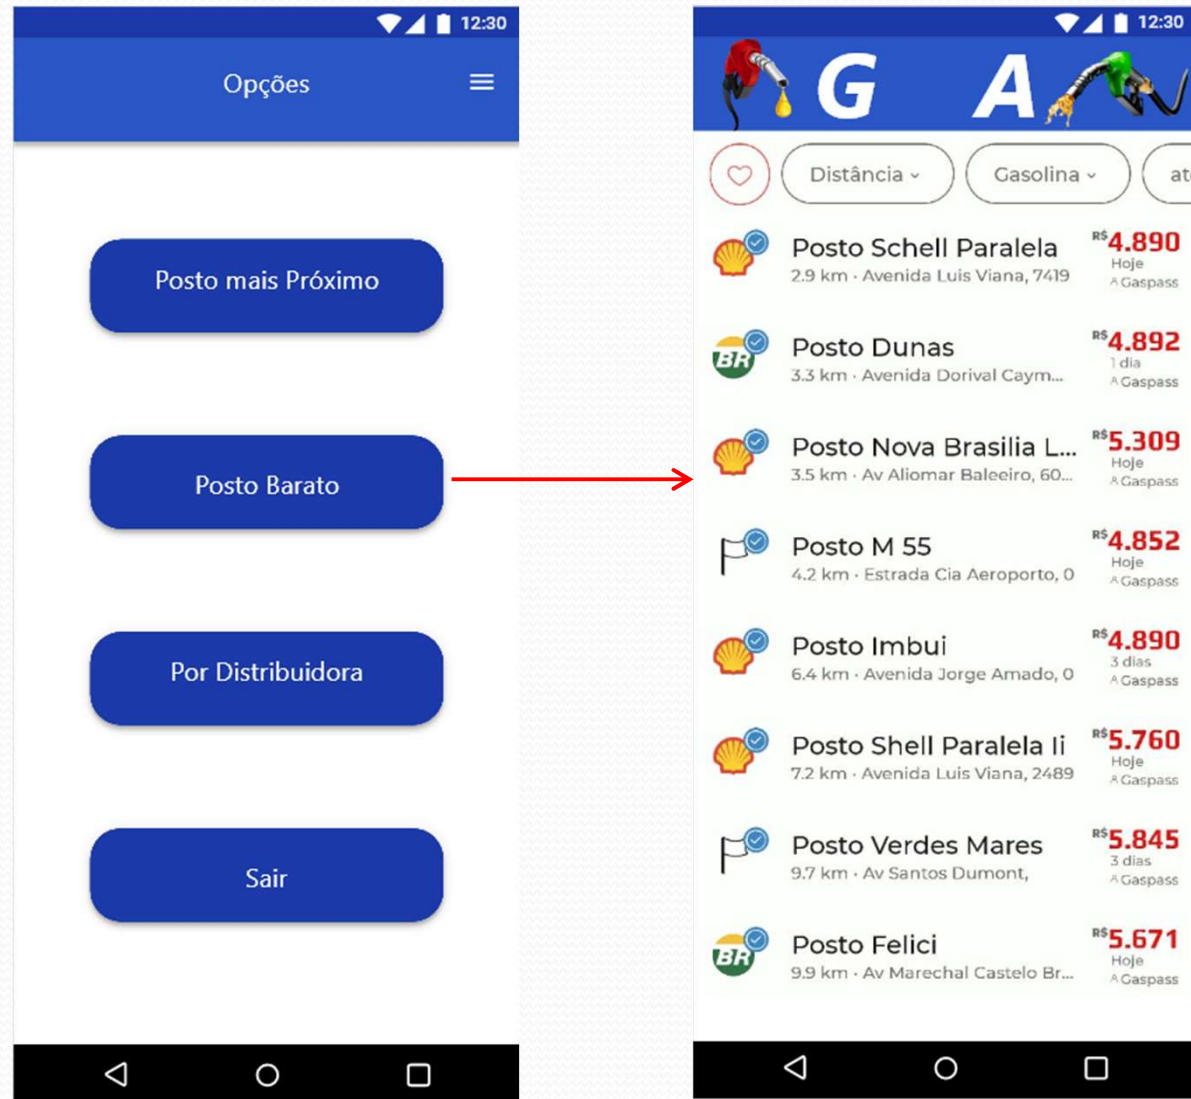 12:30
Opções
Posto mais Próximo
Posto Barato
Por Distribuidora
Sair
12:30
G A
Distância
Gasolina
Posto Schell Paralela
R$4.890
2.9 km · Avenida Luis Viana, 7419
Hoje
Gaspass
BR
Posto Dunas
R$4.892
3.3 km · Avenida Dorival Caym...
1 dia
Gaspass
Posto Nova Brasilia L...
R$5.309
3.5 km · Av Aliomar Baleeiro, 60...
Hoje
Gaspass
Posto M 55
R$4.852
4.2 km · Estrada Cia Aeroporto, 0
Hoje
Gaspass
Posto Imbui
R$4.890
6.4 km · Avenida Jorge Amado, 0
3 dias
Gaspass
Posto Shell Paralela Ii
R$5.760
7.2 km · Avenida Luis Viana, 2489
Hoje
Gaspass
Posto Verdes Mares
R$5.845
9.7 km · Av Santos Dumont,
3 dias
Gaspass
BR
Posto Felici
R$5.671
9.9 km · Av Marechal Castelo Br...
Hoje
Gaspass